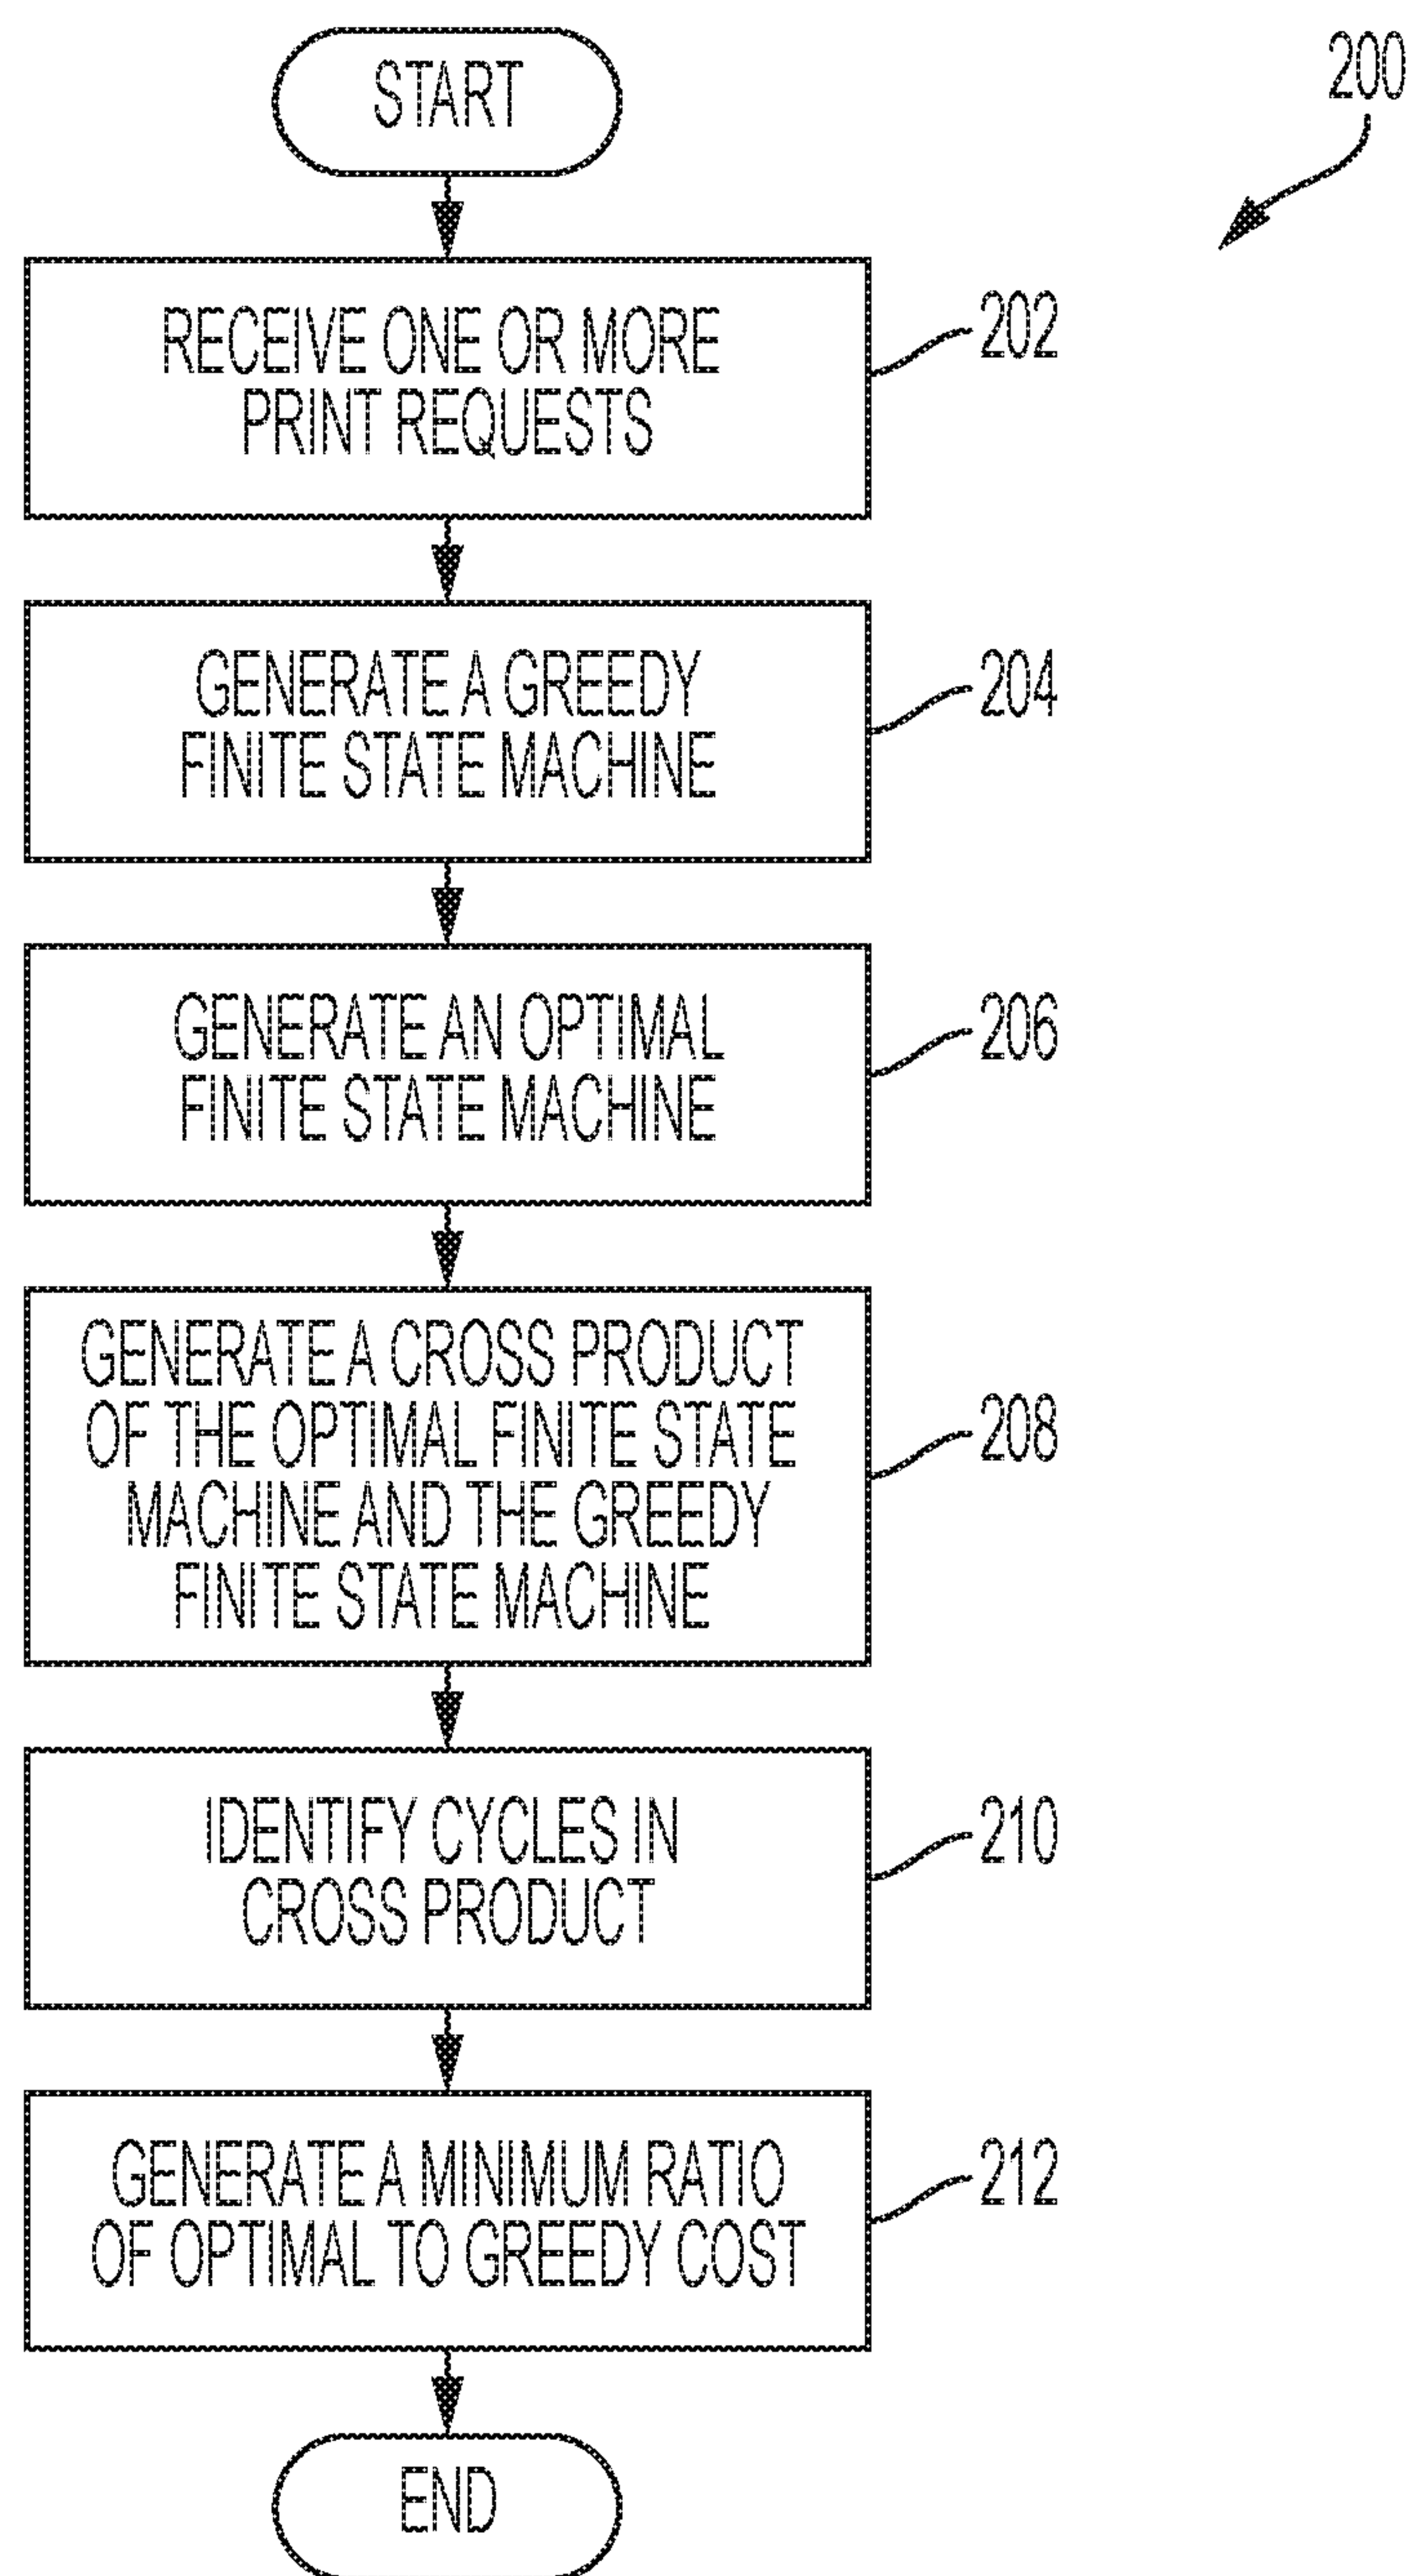 START
200
RECEIVE ONE OR MORE
PRINT REQUESTS
202
GENERATE A GREEDY
FINITE STATE MACHINE
204
GENERATE AN OPTIMAL
FINITE STATE MACHINE
206
GENERATE A CROSS PRODUCT
OF THE OPTIMAL FINITE STATE
MACHINE AND THE GREEDY
FINITE STATE MACHINE
208
IDENTIFY CYCLES IN
CROSS PRODUCT
210
GENERATE A MINIMUM RATIO
OF OPTIMAL TO GREEDY COST
212
END